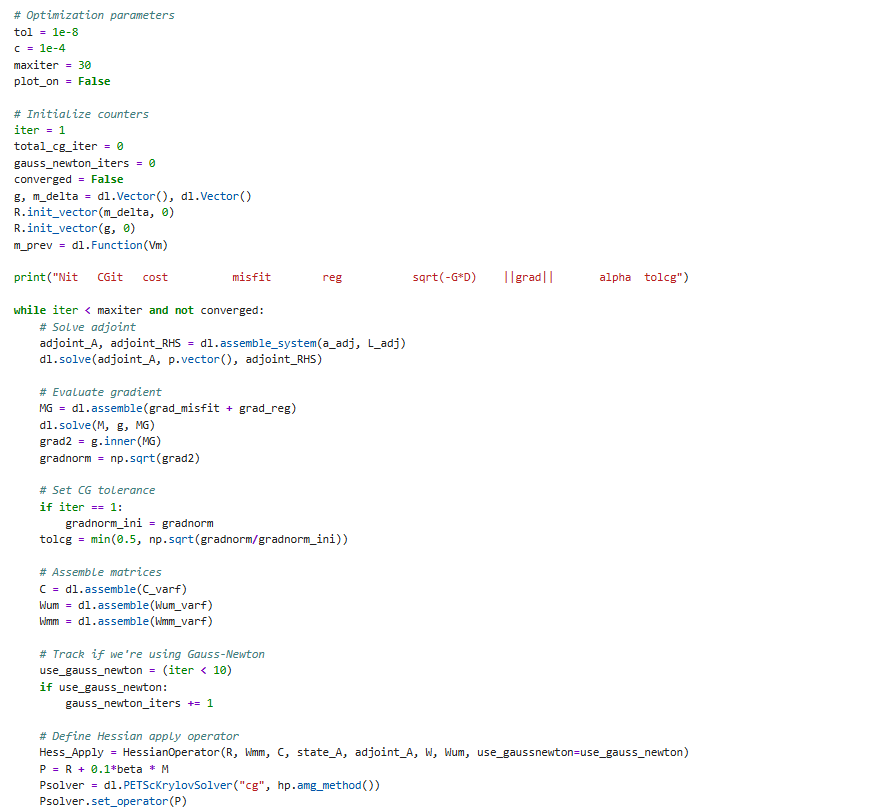 # Optimization parameters
tol = 1e-8
c = 1e-4
maxiter = 30
plot_on = False

# Initialize counters
iter = 1
total_cg_iter = 0
gauss_newton_iters = 0
converged = False
g, m_delta = dl.Vector(), dl.Vector()
R.init_vector(m_delta, 0)
R.init_vector(g, 0)
m_prev = dl.Function(Vm)

print("Nit   CGit   cost          misfit        reg           sqrt(-G*D)    ||grad||       alpha  tolcg")

while iter < maxiter and not converged:
    # Solve adjoint
    adjoint_A, adjoint_RHS = dl.assemble_system(a_adj, L_adj)
    dl.solve(adjoint_A, p.vector(), adjoint_RHS)

    # Evaluate gradient
    MG = dl.assemble(grad_misfit + grad_reg)
    dl.solve(M, g, MG)
    grad2 = g.inner(MG)
    gradnorm = np.sqrt(grad2)

    # Set CG tolerance
    if iter == 1:
        gradnorm_ini = gradnorm
    tolcg = min(0.5, np.sqrt(gradnorm/gradnorm_ini))

    # Assemble matrices
    C = dl.assemble(C_varf)
    Wum = dl.assemble(Wum_varf)
    Wmm = dl.assemble(Wmm_varf)

    # Track if we're using Gauss-Newton
    use_gauss_newton = (iter < 10)
    if use_gauss_newton:
        gauss_newton_iters += 1

    # Define Hessian apply operator
    Hess_Apply = HessianOperator(R, Wmm, C, state_A, adjoint_A, W, Wum, use_gaussnewton=use_gauss_newton)
    P = R + 0.1*beta * M
    Psolver = dl.PETScKrylovSolver("cg", hp.amg_method())
    Psolver.set_operator(P)